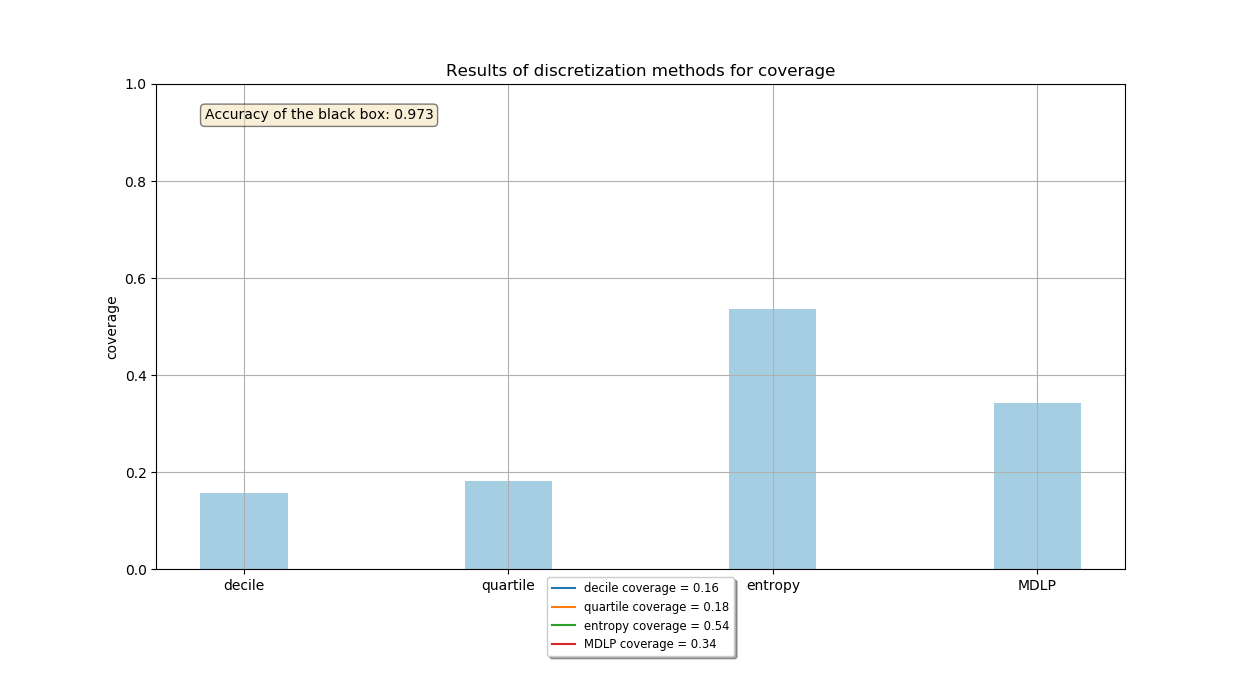 Results of discretization methods for coverage
1.0
Accuracy of the black box: 0.973
0.8
0.6
coverage
0.4
0.2
0.0
decile quartile entropy MDLP
decile coverage = 0.16
quartile coverage = 0.18
entropy coverage = 0.54
MDLP coverage = 0.34